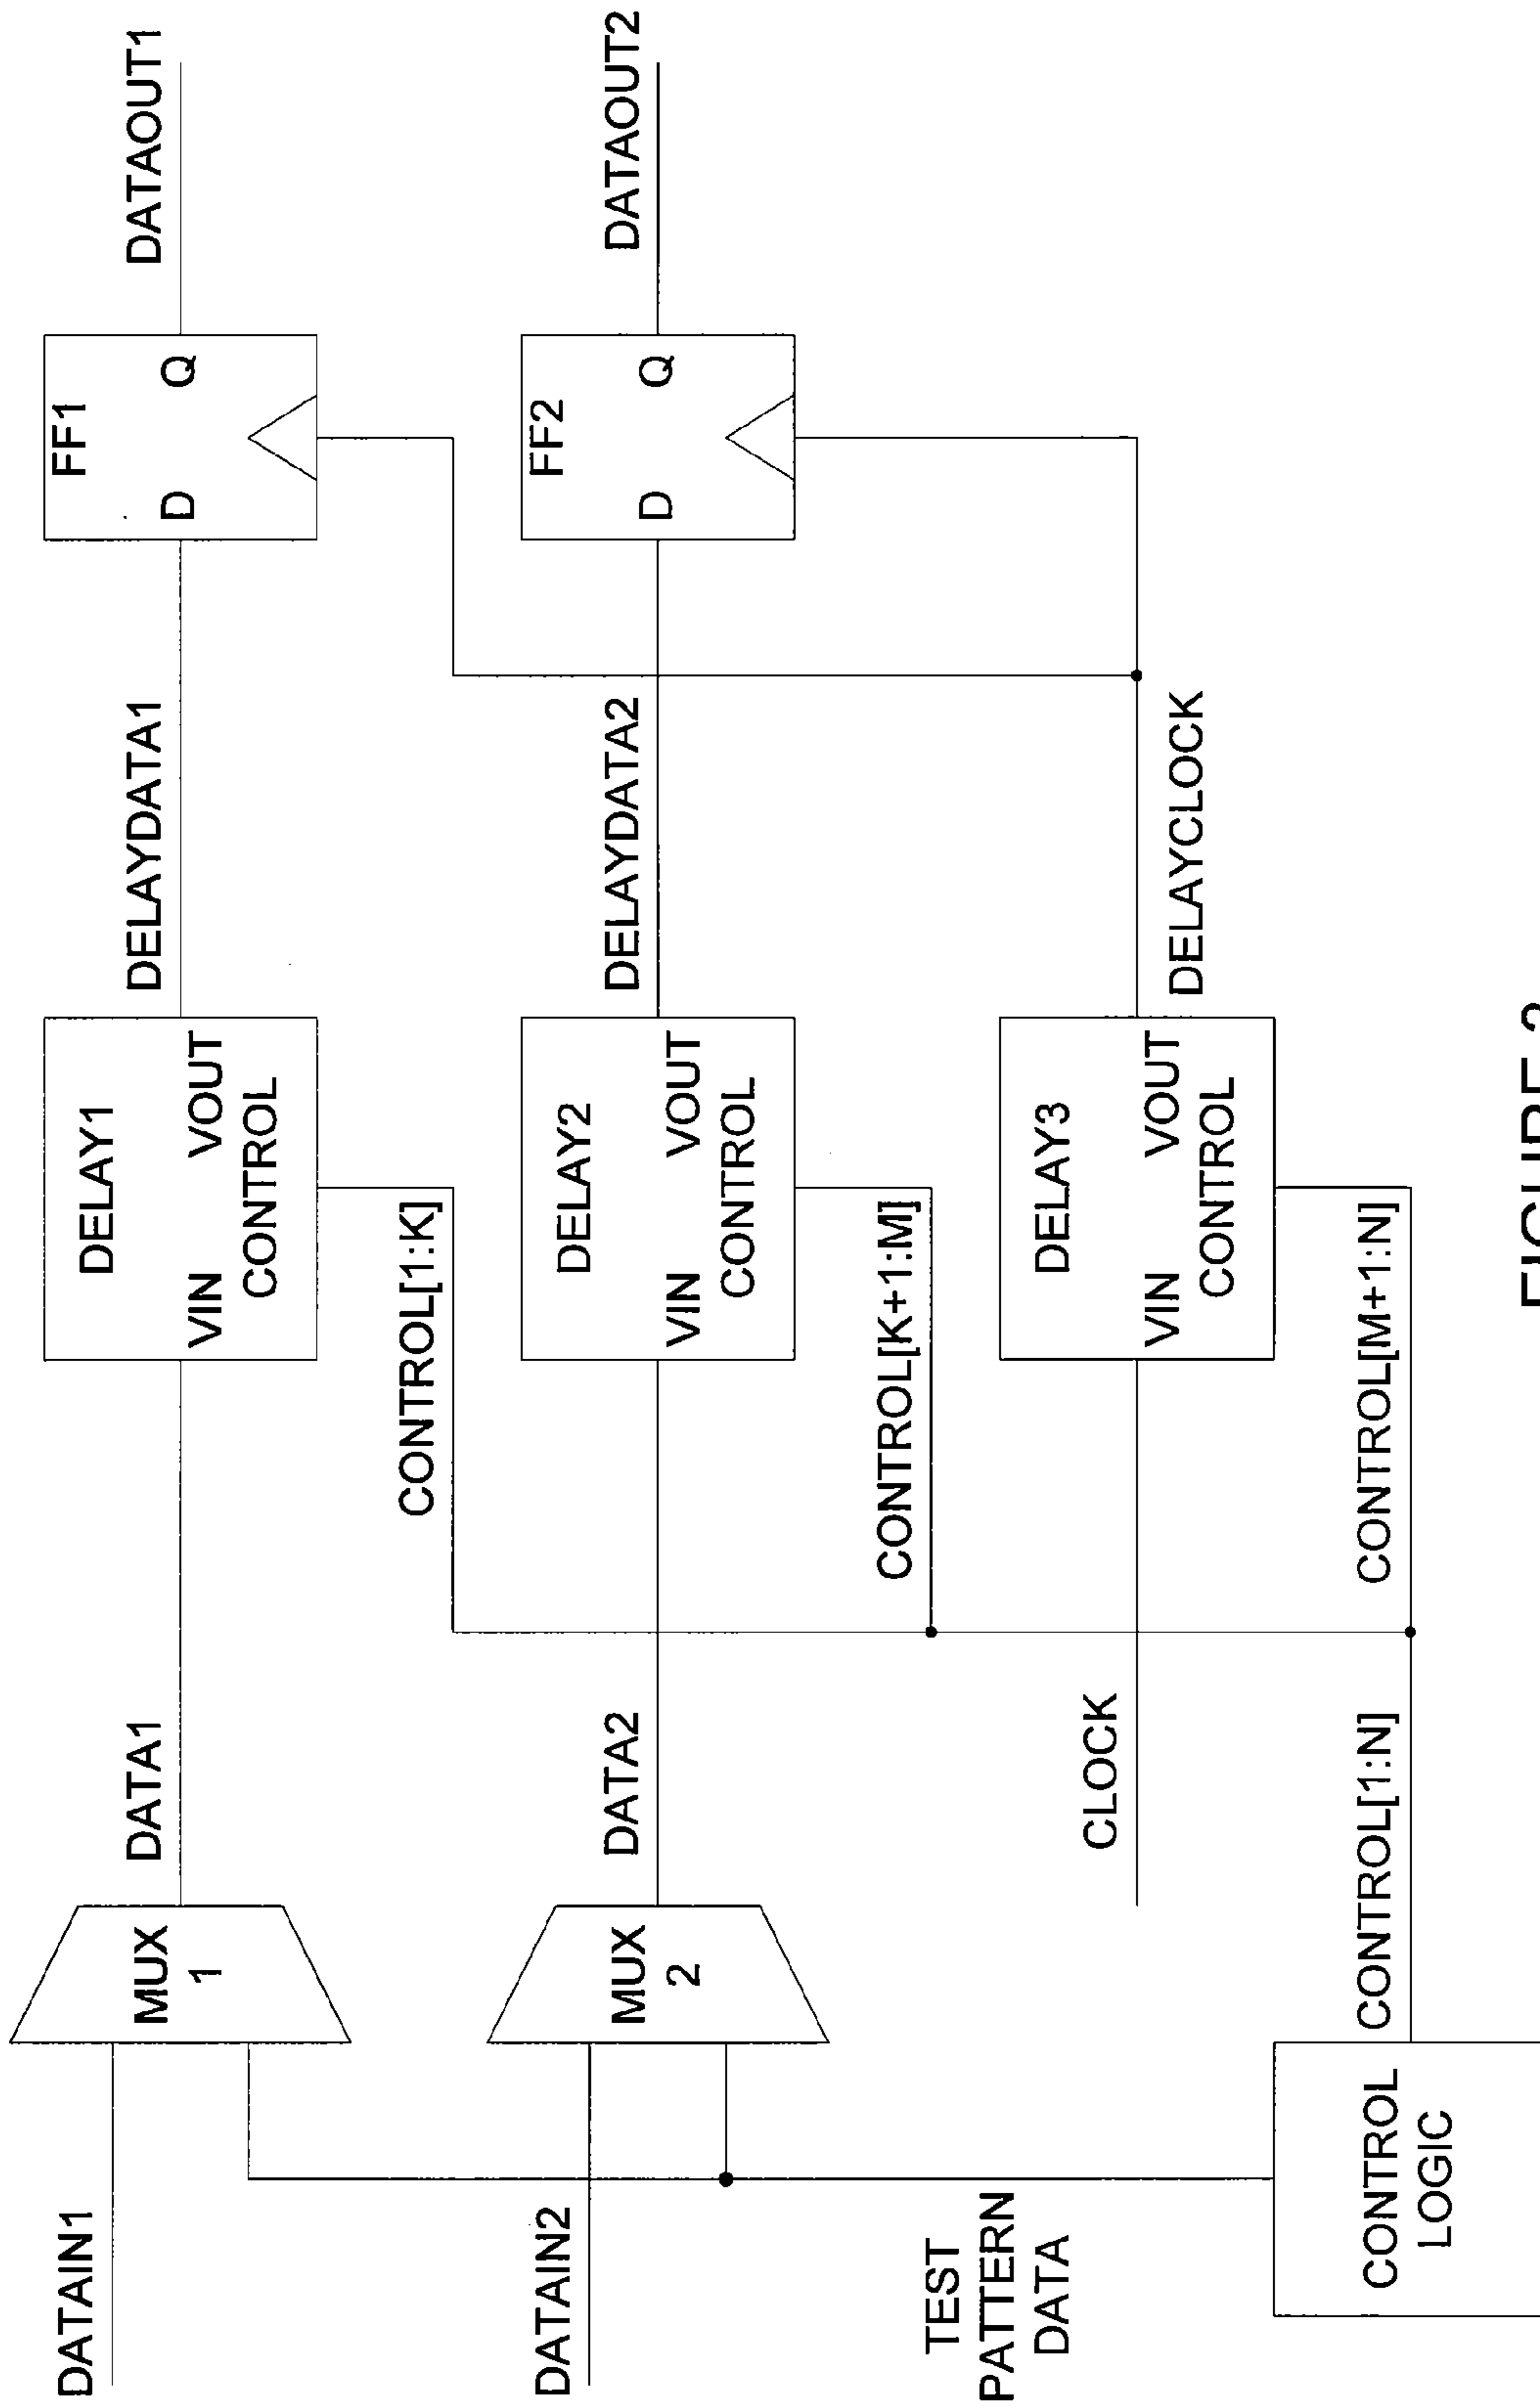 DATAIN1
MUX
1
DATA1
DELAY1
VIN VOUT
CONTROL
DELAYDATA1
FF1
D Q
DATAOUT1
CONTROL[1:K]
DATAIN2
MUX
2
DATA2
DELAY2
VIN VOUT
CONTROL
DELAYDATA2
FF2
D Q
DATAOUT2
CONTROL[K+1:M]
TEST
PATTERN
DATA
CLOCK
DELAY3
VIN VOUT
CONTROL
DELAYCLOCK
CONTROL
LOGIC
CONTROL[1:N]
CONTROL[M+1:N]